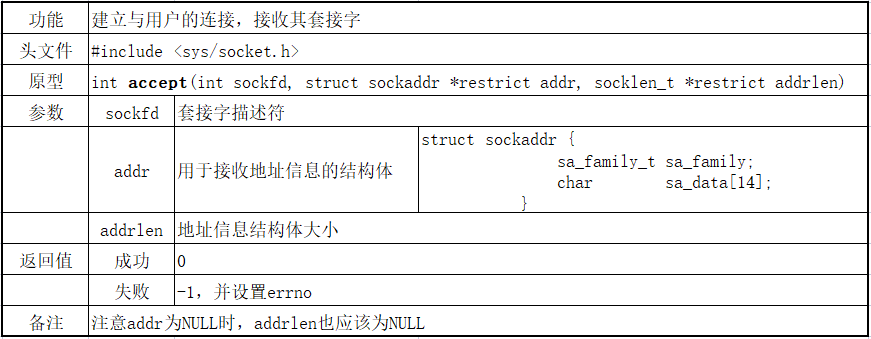 功能 建立与用户的连接，接收其套接字
头文件 #include <sys/socket.h>
原型 int accept(int sockfd, struct sockaddr *restrict addr, socklen_t *restrict addrlen)
参数 sockfd 套接字描述符
addr 用于接收地址信息的结构体 struct sockaddr {
sa_family_t sa_family;
char sa_data[14];
}
addrlen 地址信息结构体大小
返回值 成功 0
失败 -1，并设置errno
备注 注意addr为NULL时，addrlen也应该为NULL